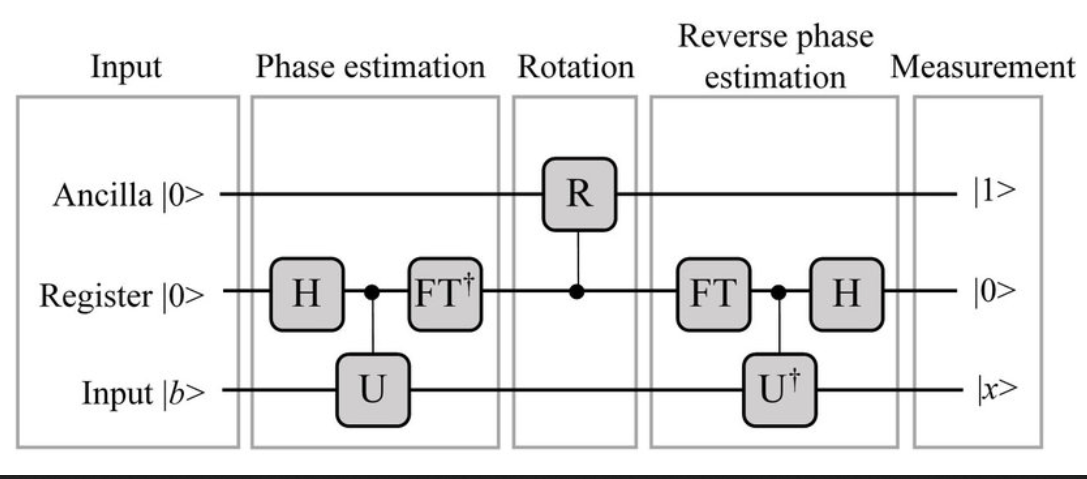 Input
Phase estimation
Rotation
Reverse phase
estimation
Measurement
Ancilla |0>
R
|1>
Register |0>
H
FT†
FT
H
|0>
Input |b>
U
U†
|x>